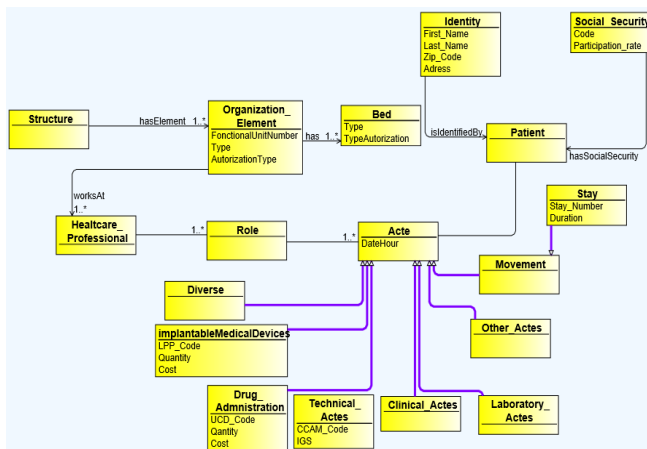 Identity
First_Name
Last_Name
Zip_Code
Adress
Social_Security
Code
Participation_rate
Structure
hasElement 1..*
Organization_
Element
FonctionalUnitNumber
Type
AutorizationType
has 1..*
Bed
Type
TypeAutorization
isIdentifiedBy
Patient
hasSocialSecurity
worksAt
1..*
Healtcare_
Professional
1..*
Role
1..*
Acte
DateHour
Stay
Stay_Number
Duration
Movement
Diverse
implantableMedicalDevices
LPP_Code
Quantity
Cost
Other_Actes
Drug_
Admnistration
UCD_Code
Qantity
Cost
Technical_
Actes
CCAM_Code
IGS
Clinical_Actes
Laboratory_
Actes